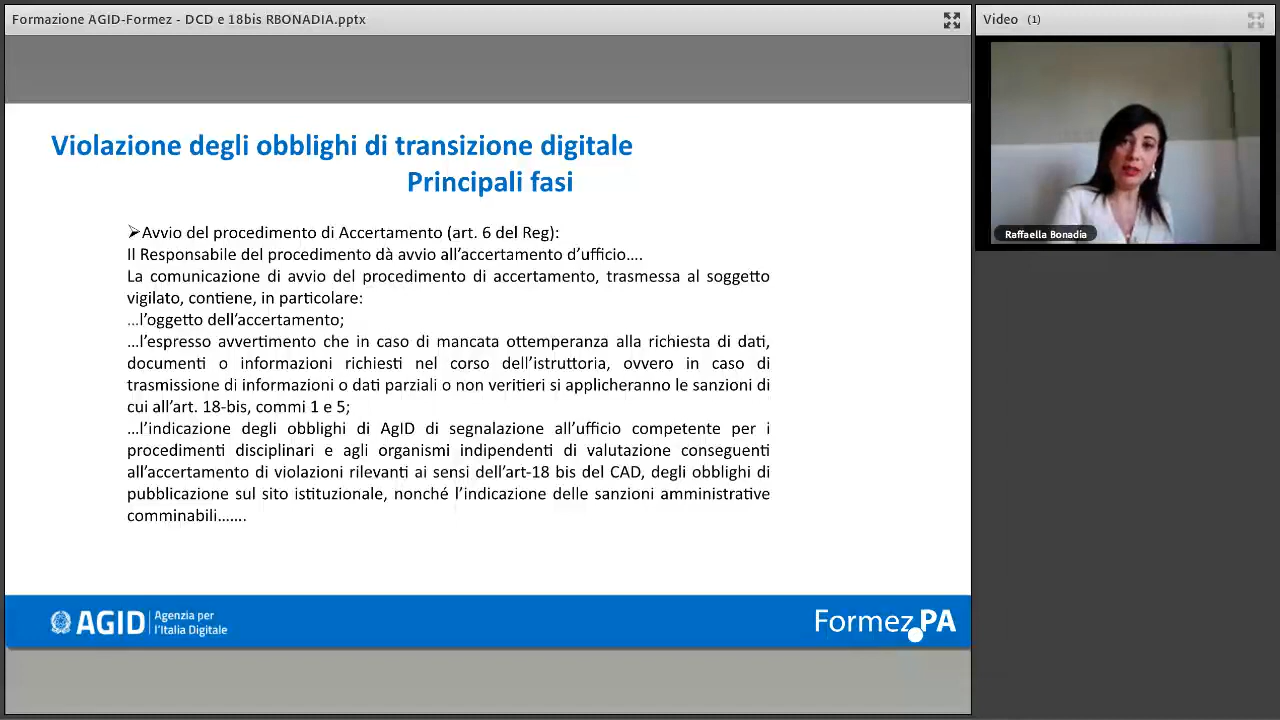 Formazione AGID-Formez - DCD e 18bis RBONADIA.pptx
Video (1)
Violazione degli obblighi di transizione digitale
Principali fasi
➢Avvio del procedimento di Accertamento (art. 6 del Reg):
Il Responsabile del procedimento dà avvio all’accertamento d’ufficio….
La comunicazione di avvio del procedimento di accertamento, trasmessa al soggetto
vigilato, contiene, in particolare:
…l’oggetto dell’accertamento;
…l’espresso avvertimento che in caso di mancata ottemperanza alla richiesta di dati,
documenti o informazioni richiesti nel corso dell’istruttoria, ovvero in caso di
trasmissione di informazioni o dati parziali o non veritieri si applicheranno le sanzioni di
cui all’art. 18-bis, commi 1 e 5;
…l’indicazione degli obblighi di AgID di segnalazione all’ufficio competente per i
procedimenti disciplinari e agli organismi indipendenti di valutazione conseguenti
all’accertamento di violazioni rilevanti ai sensi dell’art-18 bis del CAD, degli obblighi di
pubblicazione sul sito istituzionale, nonché l’indicazione delle sanzioni amministrative
comminabili…….
Raffaella Bonadia
AGID Agenzia per
l’Italia Digitale
Formez PA